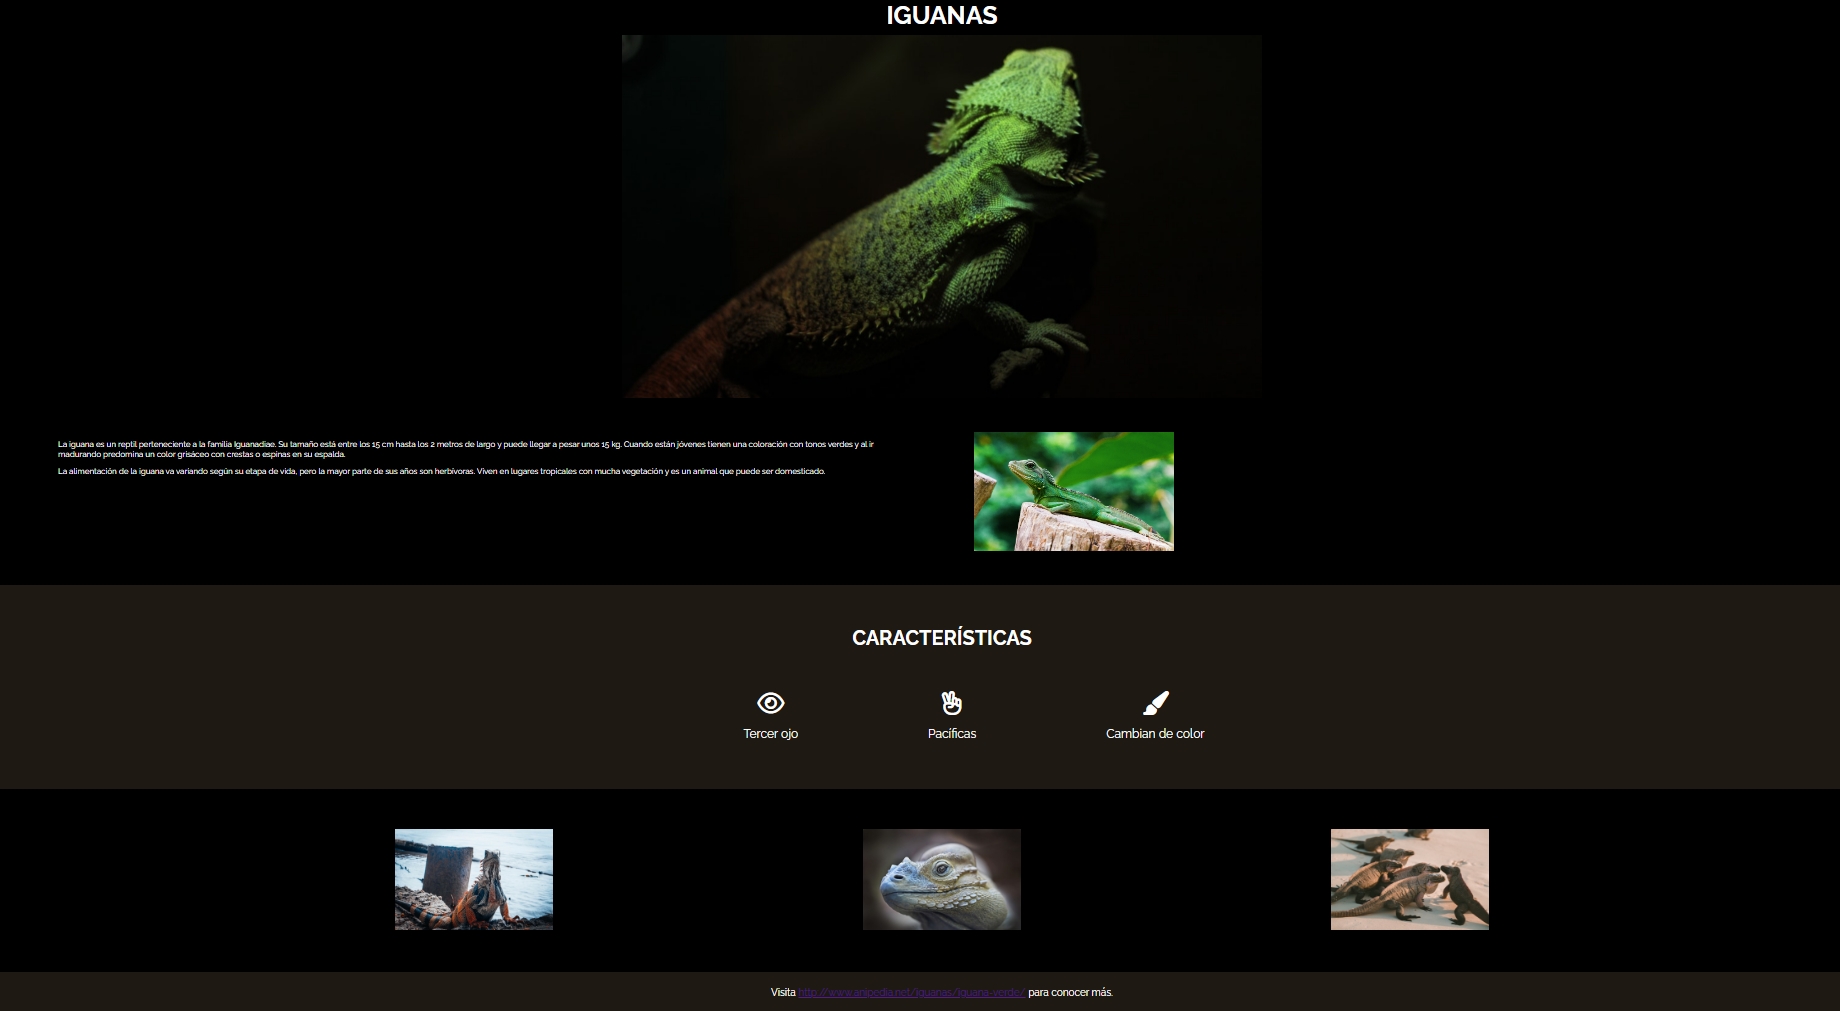 IGUANAS
La iguana es un reptil perteneciente a la familia Iguanadiae. Su tamaño está entre los 15 cm hasta los 2 metros de largo y puede llegar a pesar unos 15 kg. Cuando están jóvenes tienen una coloración con tonos verdes y al ir
madurando predomina un color grisáceo con crestas o espinas en su espalda.
La alimentación de la iguana va variando según su etapa de vida, pero la mayor parte de sus años son herbívoras. Viven en lugares tropicales con mucha vegetación y es un animal que puede ser domesticado.
CARACTERÍSTICAS
Tercer ojo
Pacíficas
Cambian de color
Visita http://www.anipedia.net/iguanas/iguana-verde/ para conocer más.